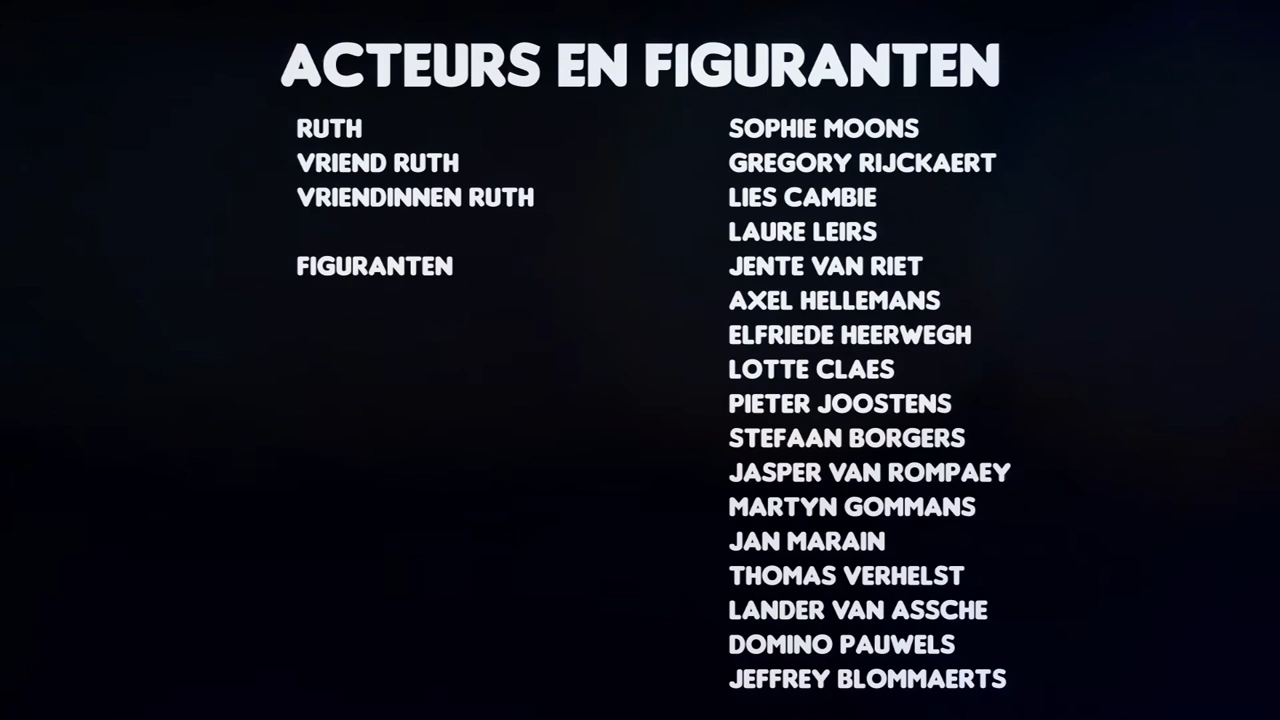 ACTEURS EN FIGURANTEN
RUTH SOPHIE MOONS
VRIEND RUTH GREGORY RIJCKAERT
VRIENDINNEN RUTH LIES CAMBIE
LAURE LEIRS
FIGURANTEN JENTE VAN RIET
AXEL HELLEMANS
ELFRIEDE HEERWEGH
LOTTE CLAES
PIETER JOOSTENS
STEFAAN BORGERS
JASPER VAN ROMPAEY
MARTYN GOMMANS
JAN MARAIN
THOMAS VERHELST
LANDER VAN ASSCHE
DOMINO PAUWELS
JEFFREY BLOMMAERTS